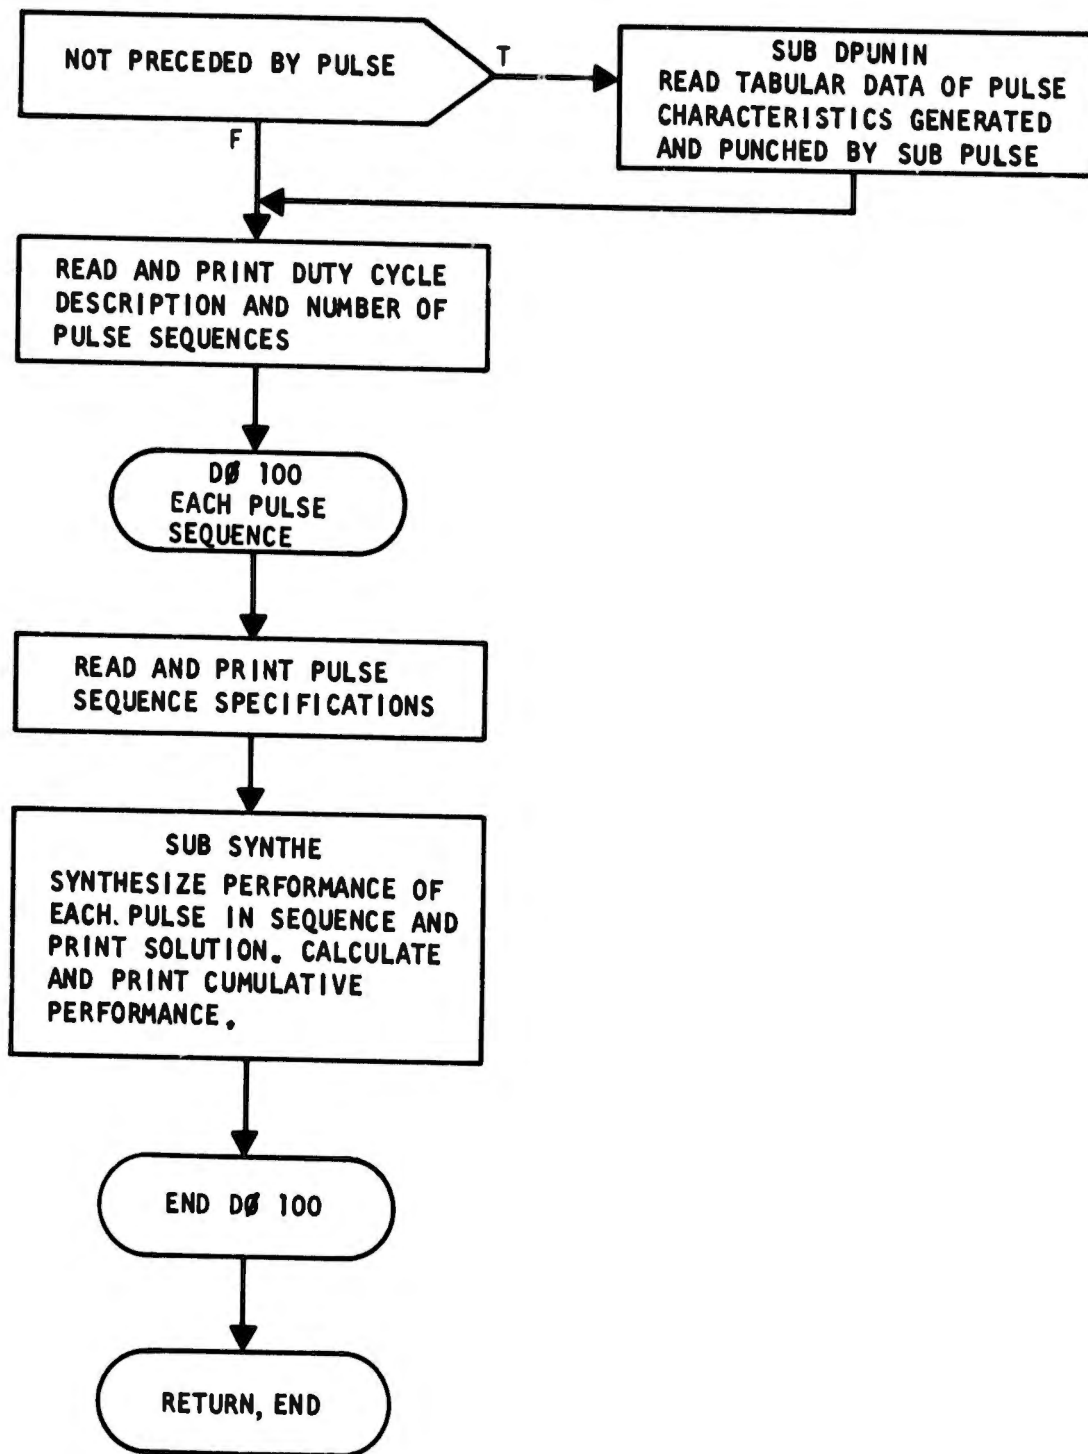 NOT PRECEDED BY PULSE
T
SUB DPUNIN
READ TABULAR DATA OF PULSE
CHARACTERISTICS GENERATED
AND PUNCHED BY SUB PULSE
F
READ AND PRINT DUTY CYCLE
DESCRIPTION AND NUMBER OF
PULSE SEQUENCES
DØ 100
EACH PULSE
SEQUENCE
READ AND PRINT PULSE
SEQUENCE SPECIFICATIONS
SUB SYNTHE
SYNTHESIZE PERFORMANCE OF
EACH. PULSE IN SEQUENCE AND
PRINT SOLUTION. CALCULATE
AND PRINT CUMULATIVE
PERFORMANCE.
END DØ 100
RETURN, END